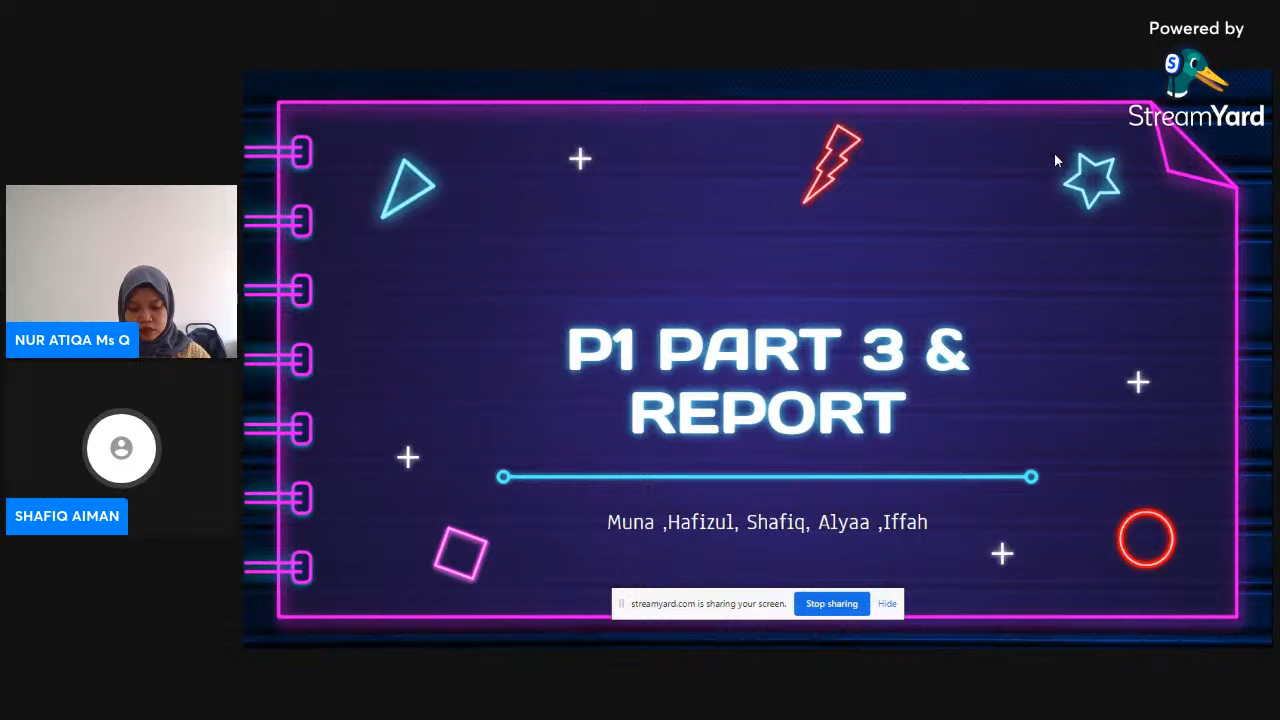 Powered by
S
StreamYard
NUR ATIQA Ms Q
SHAFIQ AIMAN
P1 PART 3 &
REPORT
Muna ,Hafizul, Shafiq, Alyaa ,Iffah
streamyard.com is sharing your screen. Stop sharing Hide